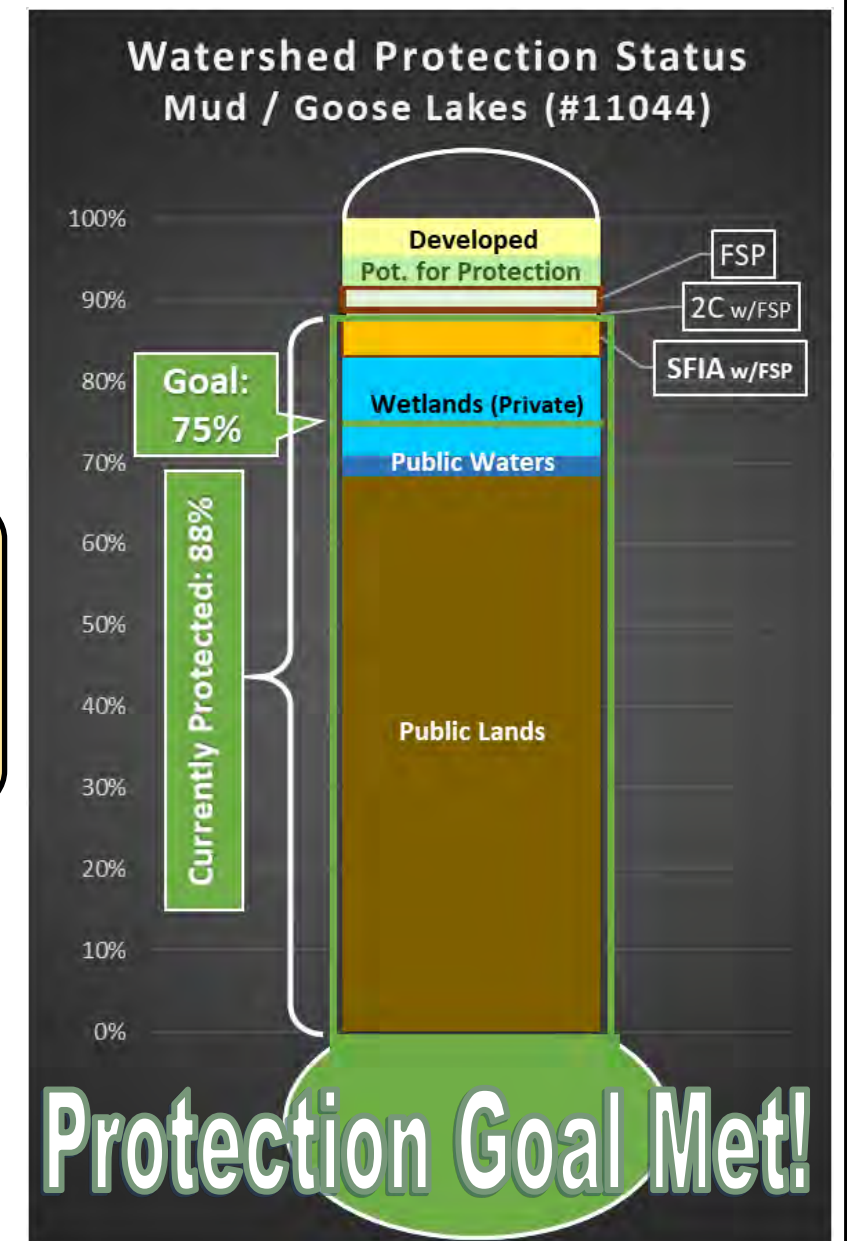 Watershed Protection Status
Mud / Goose Lakes (#11044)
100%
Developed
FSP
Pot. for Protection
90%
2C w/FSP
SFIA w/FSP
80%
Goal:
75%
Wetlands (Private)
70%
Public Waters
Currently Protected: 88%
60%
50%
40%
Public Lands
30%
20%
10%
0%
Protection Goal Met!